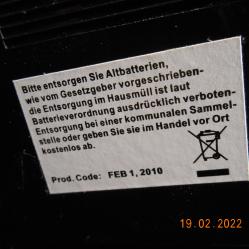 Bitte entsorgen Sie Altbatterien,
wie vom Gesetzgeber vorgeschrieben-
die Entsorgung im Hausmüll ist laut
Batterieverordnung ausdrücklich verboten-
Entsorgung bei einer kommunalen Sammel-
stelle oder geben Sie sie im Handel vor Ort
kostenlos ab.
Prod. Code: FEB 1, 2010
19.02.2022